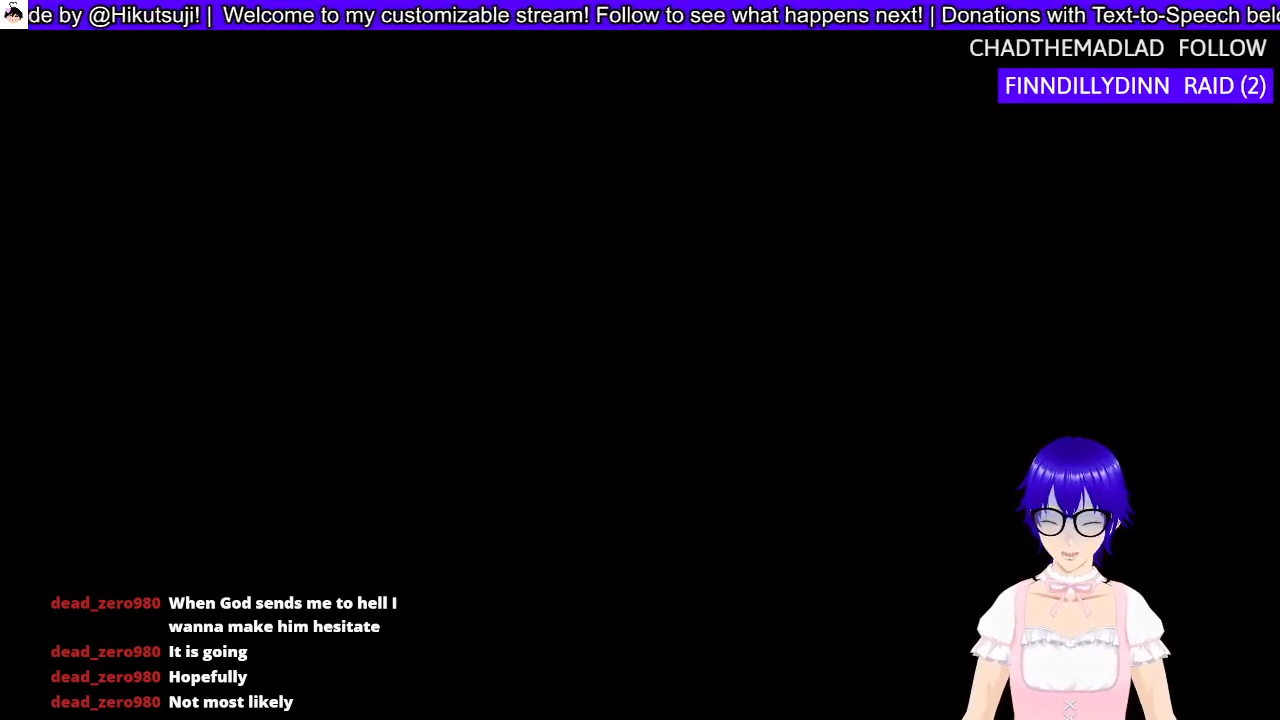 de by @Hikutsuji! | Welcome to my customizable stream! Follow to see what happens next! | Donations with Text-to-Speech belo
CHADTHEMADLAD FOLLOW
FINNDILLYDINN RAID (2)
dead_zero980 When God sends me to hell I
wanna make him hesitate
dead_zero980 It is going
dead_zero980 Hopefully
dead_zero980 Not most likely